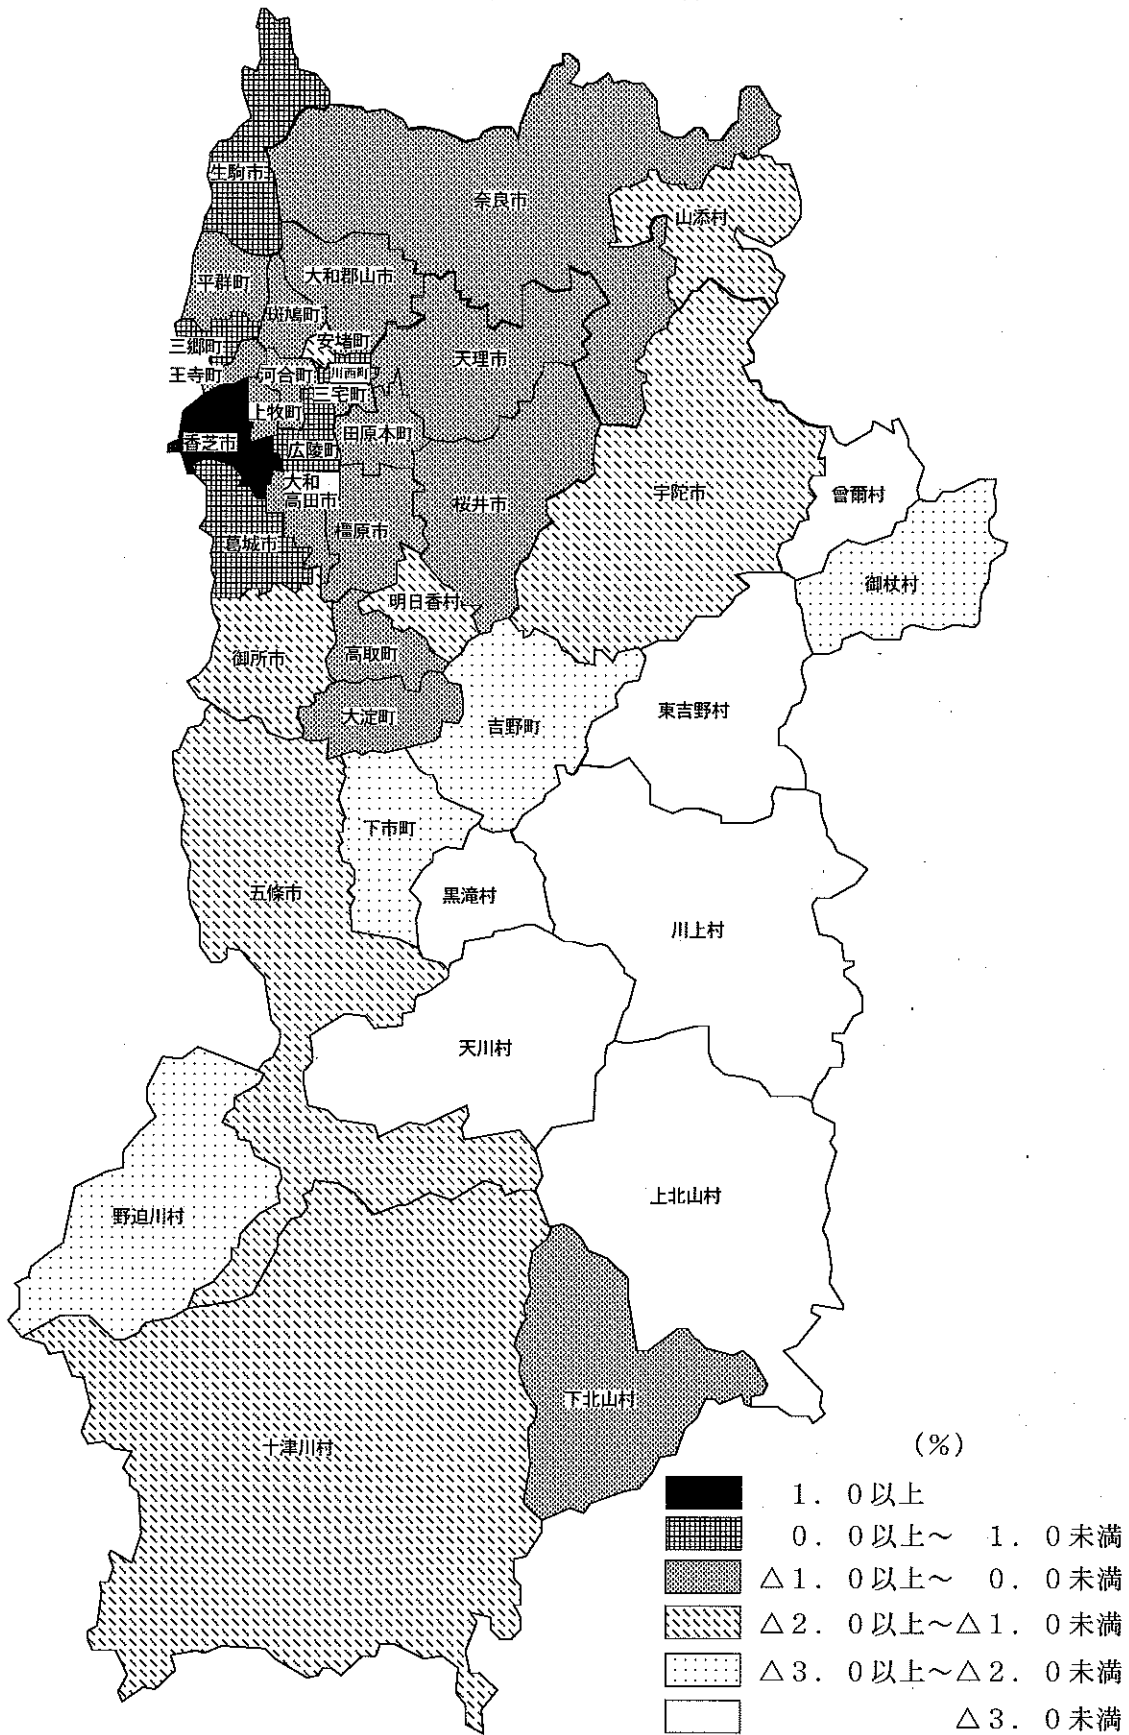 生駒市
奈良市
山添村
平群町
大和郡山市
斑鳩町
安堵町
三郷町
天理市
王寺町
河合町
川西町
三宅町
上牧町
田原本町
香芝市
広陵町
大和
高田市
桜井市
宇陀市
曾爾村
橿原市
葛城市
御杖村
明日香村
高取町
御所市
東吉野村
大淀町
吉野町
下市町
五條市
黒滝村
川上村
天川村
上北山村
野迫川村
下北山村
十津川村
(%)
1.0以上
0.0以上~ 1.0未満
△1.0以上~ 0.0未満
△2.0以上~△1.0未満
△3.0以上~△2.0未満
△3.0未満